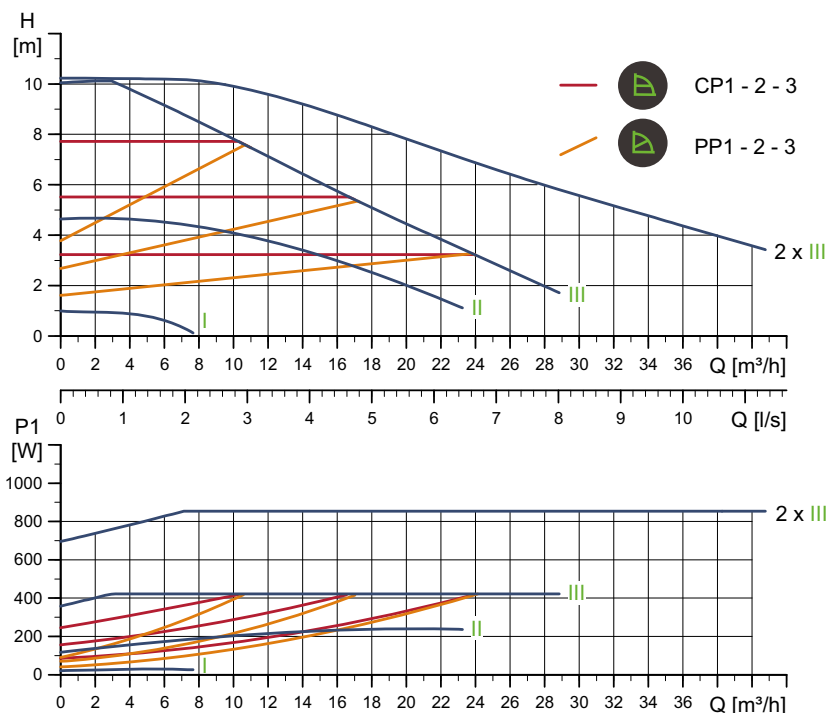 H
[m]
10
8
6
4
2
0
CP1 - 2 - 3
PP1 - 2 - 3
2 x III
III
II
I
0 2 4 6 8 10 12 14 16 18 20 22 24 26 28 30 32 34 36 Q [m³/h]
0 1 2 3 4 5 6 7 8 9 10 Q [l/s]
P1
[W]
1000
800
600
400
200
0
2 x III
III
II
I
0 2 4 6 8 10 12 14 16 18 20 22 24 26 28 30 32 34 36 Q [m³/h]